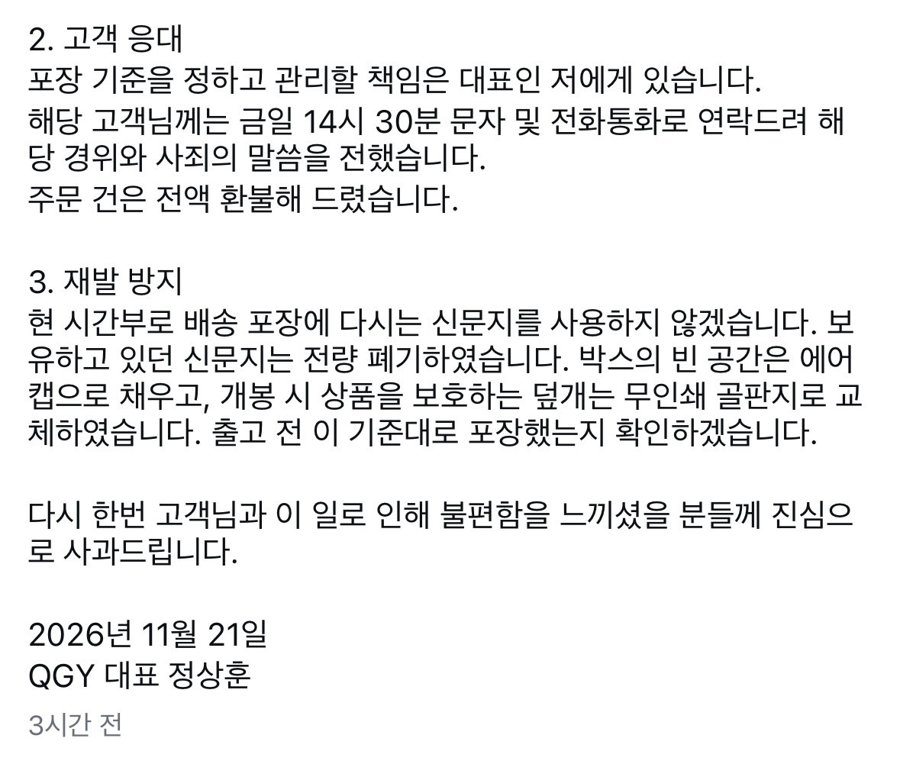 2. 고객 응대
포장 기준을 정하고 관리할 책임은 대표인 저에게 있습니다.
해당 고객님께는 금일 14시 30분 문자 및 전화통화로 연락드려 해
당 경위와 사죄의 말씀을 전했습니다.
주문 건은 전액 환불해 드렸습니다.
3. 재발 방지
현 시간부로 배송 포장에 다시는 신문지를 사용하지 않겠습니다. 보
유하고 있던 신문지는 전량 폐기하였습니다. 박스의 빈 공간은 에어
캡으로 채우고, 개봉 시 상품을 보호하는 덮개는 무인쇄 골판지로 교
체하였습니다. 출고 전 이 기준대로 포장했는지 확인하겠습니다.
다시 한번 고객님과 이 일로 인해 불편함을 느끼셨을 분들께 진심으
로 사과드립니다.
2026년 11월 21일
QGY 대표 정상훈
3시간 전